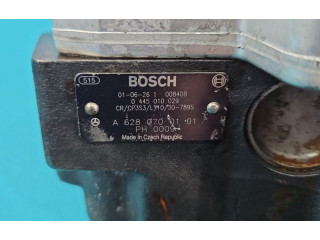 515
BOSCH
01-06-26 1 008408
0 445 010 029
CR/CP3S3/L110/30-789S
A 628 070 01 01
PH 0009
Made in Czech Republic